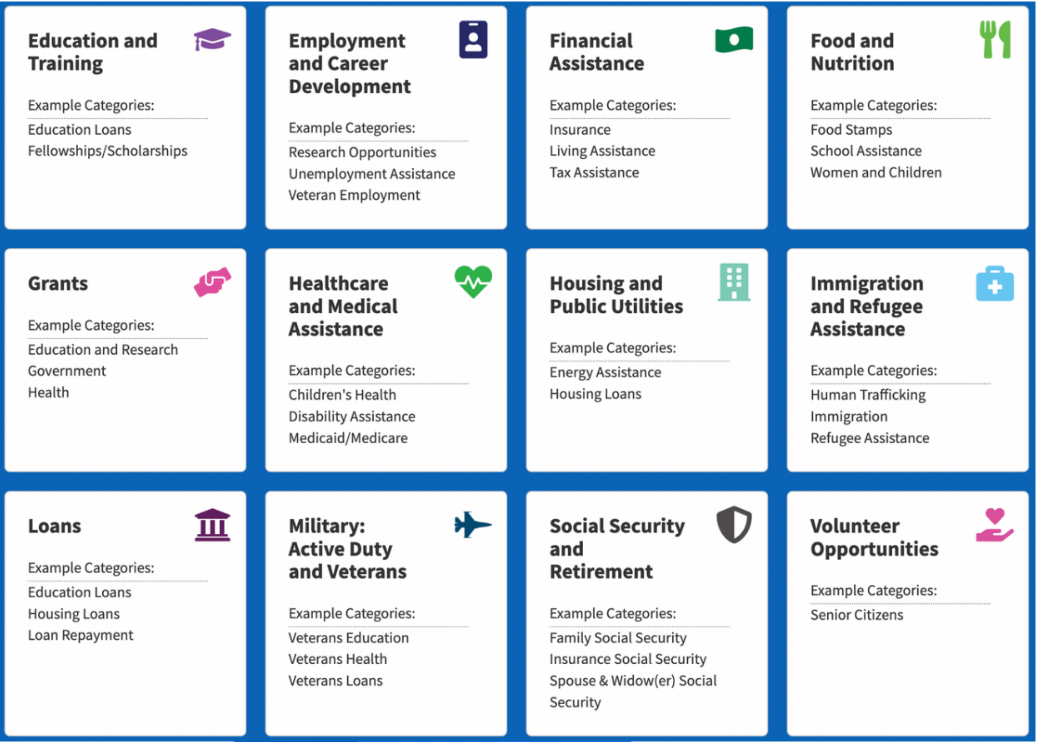 Education and
Training
Example Categories:
Education Loans
Fellowships/Scholarships
Employment
and Career
Development
Example Categories:
Research Opportunities
Unemployment Assistance
Veteran Employment
Financial
Assistance
Example Categories:
Insurance
Living Assistance
Tax Assistance
Food and
Nutrition
Example Categories:
Food Stamps
School Assistance
Women and Children
Grants
Example Categories:
Education and Research
Government
Health
Healthcare
and Medical
Assistance
Example Categories:
Children's Health
Disability Assistance
Medicaid/Medicare
Housing and
Public Utilities
Example Categories:
Energy Assistance
Housing Loans
Immigration
and Refugee
Assistance
Example Categories:
Human Trafficking
Immigration
Refugee Assistance
Loans
Example Categories:
Education Loans
Housing Loans
Loan Repayment
Military:
Active Duty
and Veterans
Example Categories:
Veterans Education
Veterans Health
Veterans Loans
Social Security
and
Retirement
Example Categories:
Family Social Security
Insurance Social Security
Spouse & Widow(er) Social
Security
Volunteer
Opportunities
Example Categories:
Senior Citizens